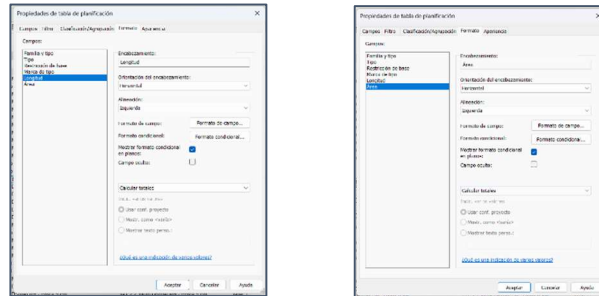 Propiedades de tabla de planificación
Campos Filtro Clasificación/Agrupación Formato Apariencia
Campos:
Familia y tipo
Tipo
Restricción de base
Marca de tipo
Longitud
Área
Encabezamiento:
Longitud
Orientación del encabezamiento:
Horizontal
Alineación:
Izquierda
Formato de campo: Formato de campo...
Formato condicional: Formato condicional...
Mostrar formato condicional
en planos:
Campo oculto:
Calcular totales
Usar conf. proyecto
Mostrar texto pers.:
¿Qué es una indicación de varios valores?
Aceptar Cancelar Ayuda
Propiedades de tabla de planificación
Campos Filtro Clasificación/Agrupación Formato Apariencia
Campos:
Familia y tipo
Tipo
Restricción de base
Marca de tipo
Longitud
Área
Encabezamiento:
Área
Orientación del encabezamiento:
Horizontal
Alineación:
Izquierda
Formato de campo: Formato de campo...
Formato condicional: Formato condicional...
Mostrar formato condicional
en planos:
Campo oculto:
Calcular totales
Usar conf. proyecto
Mostrar texto pers.:
¿Qué es una indicación de varios valores?
Aceptar Cancelar Ayuda